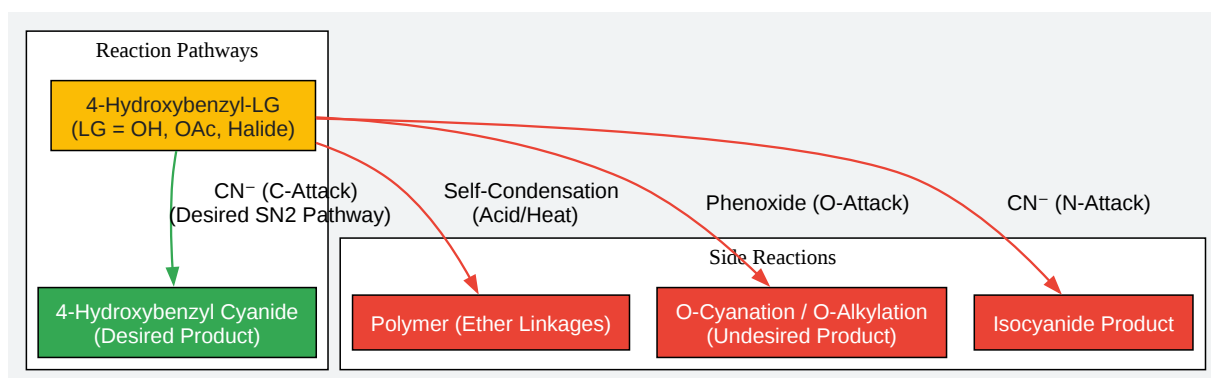 Reaction Pathways
4-Hydroxybenzyl-LG
(LG = OH, OAc, Halide)
CN⁻ (C-Attack)
(Desired SN2 Pathway)
Self-Condensation
(Acid/Heat)
Phenoxide (O-Attack)
CN⁻ (N-Attack)
Side Reactions
4-Hydroxybenzyl Cyanide
(Desired Product)
Polymer (Ether Linkages)
O-Cyanation / O-Alkylation
(Undesired Product)
Isocyanide Product